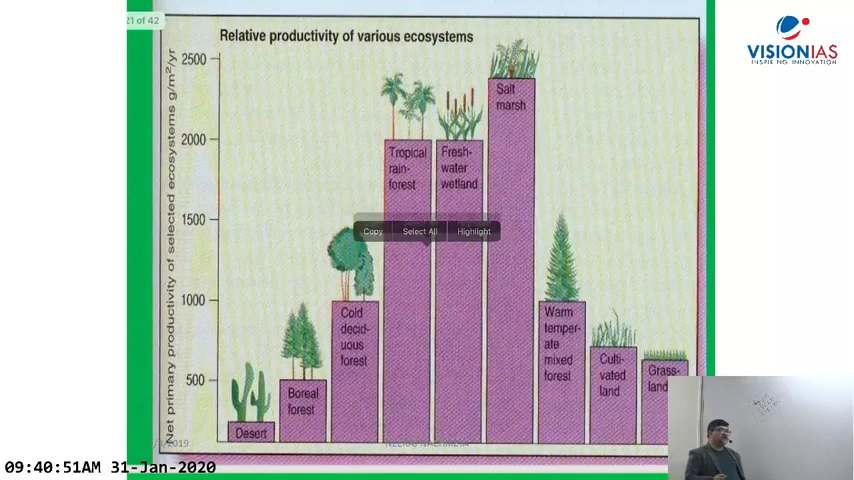 21 of 42
Relative productivity of various ecosystems
VISIONIAS
INSPIRING INNOVATION
Net primary productivity of selected ecosystems g/m²/yr
2500
2000
1500
1000
500
Desert
Boreal
forest
Cold
decid-
uous
forest
Tropical
rain-
forest
Fresh-
water
wetland
Salt
marsh
Warm
temper-
ate
mixed
forest
Culti-
vated
land
Grass-
land
Copy
Select All
Highlight
2019
09:40:51AM 31-Jan-2020